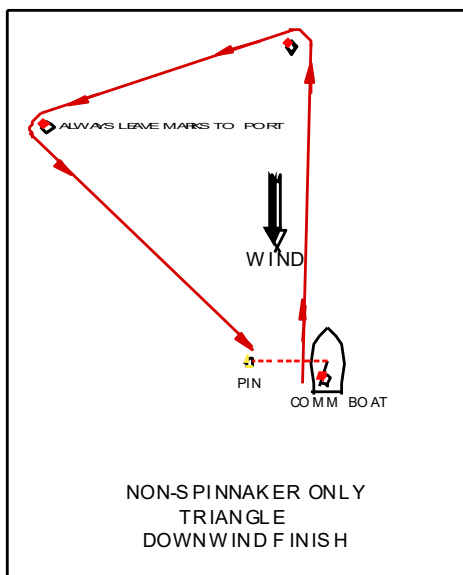 ALWAYS LEAVE MARKS TO PORT
WIND
PIN
COMM BOAT
NON-SPINNAKER ONLY
TRIANGLE
DOWNWIND FINISH